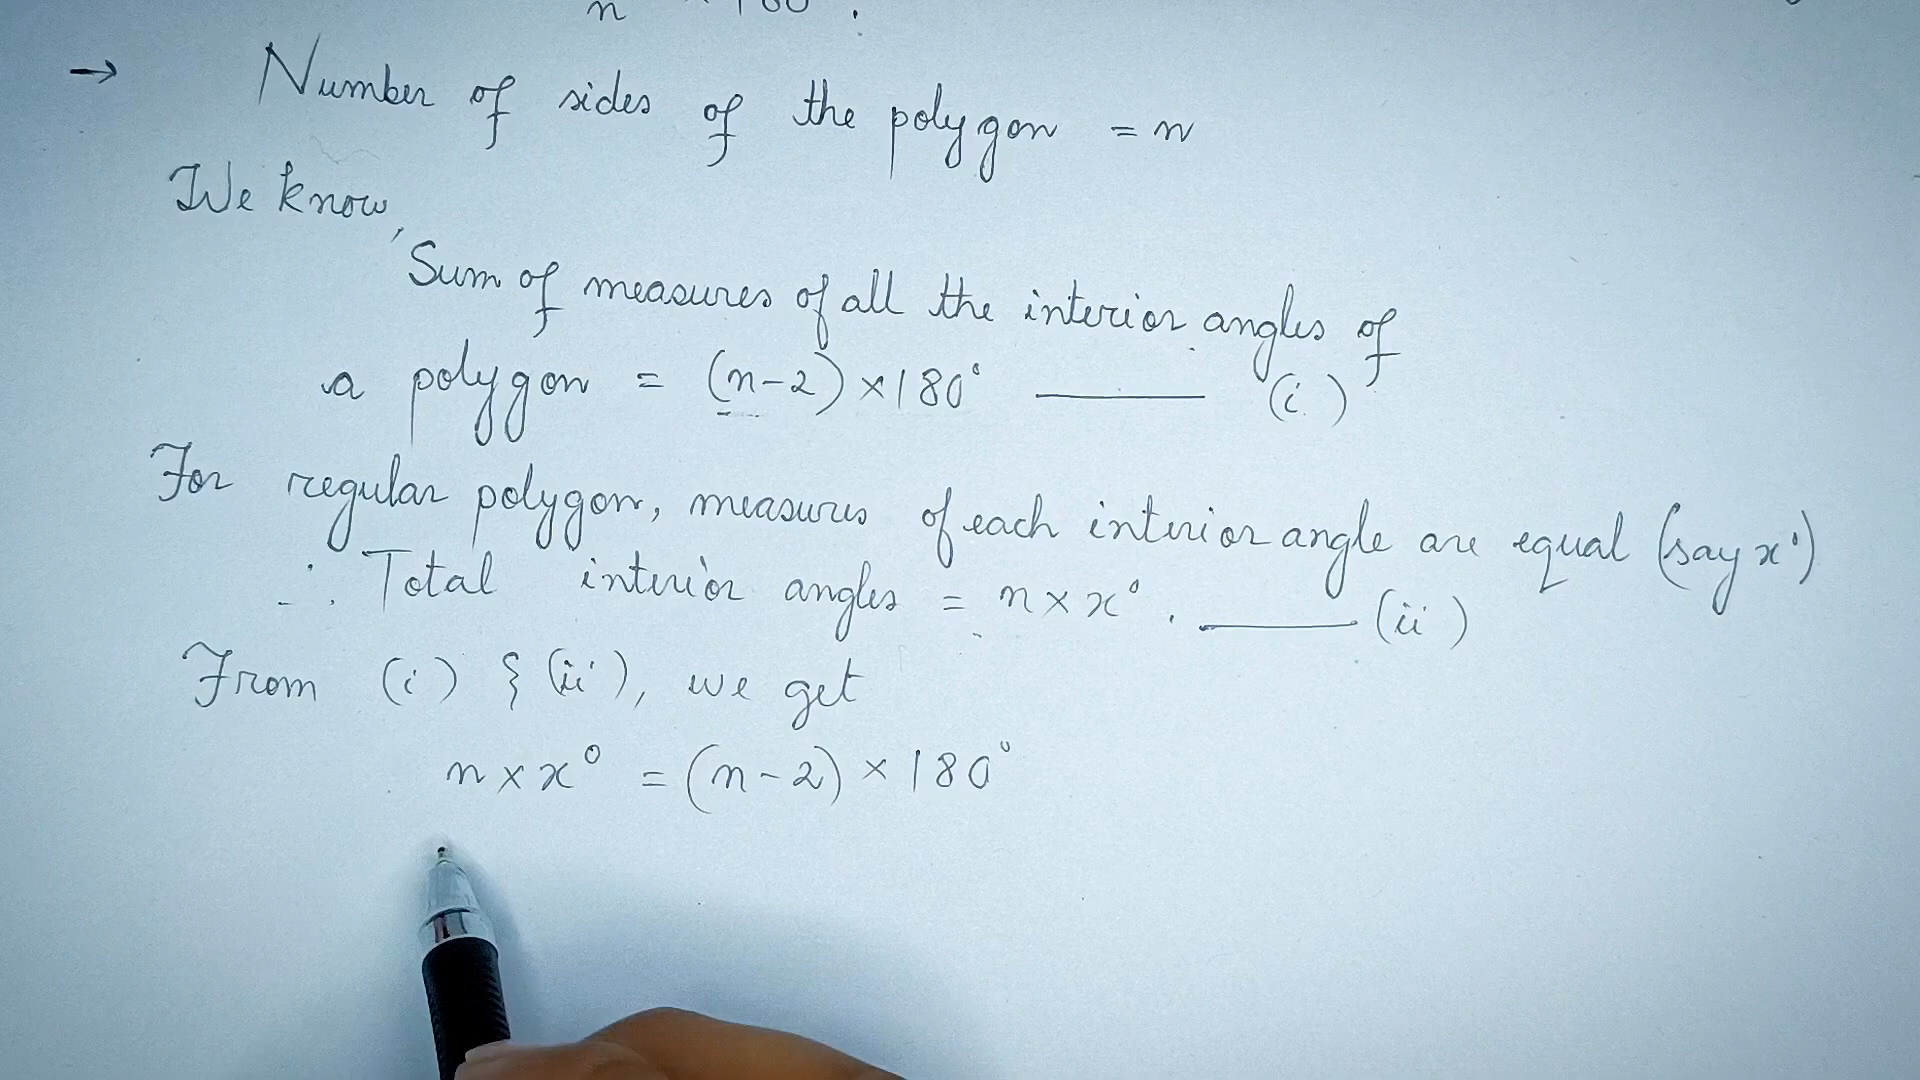 n × 180°.
→ Number of sides of the polygon = n
We know,
Sum of measures of all the interior angles of
a polygon = (n-2) × 180° ——— (i)
For regular polygon, measures of each interior angle are equal (say x°)
∴ Total interior angles = n × x°. ——— (ii)
From (i) & (ii), we get
n × x° = (n-2) × 180°